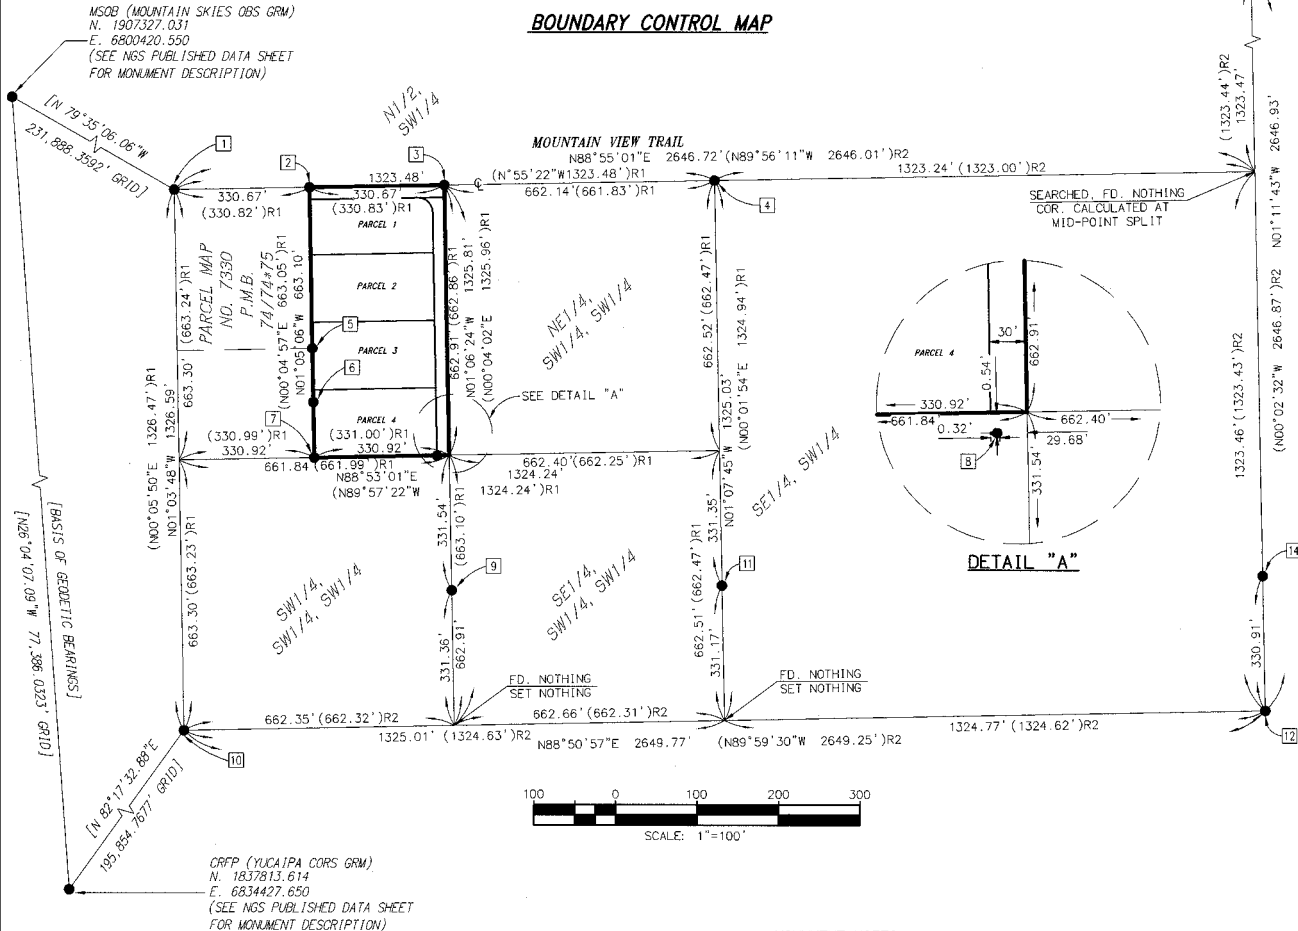 BOUNDARY CONTROL MAP
MSOB (MOUNTAIN SKIES OBS GRM)
N. 1907327.031
E. 6800420.550
(SEE NGS PUBLISHED DATA SHEET
FOR MONUMENT DESCRIPTION)
[N 79°35'06.06"W
231,888.3592' GRID]
N1/2,
SW1/4
1
2
3
4
MOUNTAIN VIEW TRAIL
N88°55'01"E 2646.72'(N89°56'11"W 2646.01')R2
1323.48'
(N°55'22"W1323.48')R1
1323.24'(1323.00')R2
330.67'
(330.82')R1
330.67'
(330.83')R1
662.14'(661.83')R1
(1323.44')R2
1323.47'
N01°11'43"W 2646.93'
SEARCHED, FD. NOTHING
COR. CALCULATED AT
MID-POINT SPLIT
PARCEL 1
PARCEL 2
PARCEL 3
PARCEL 4
(663.24')R1
663.30'
PARCEL MAP
NO. 7330
P.M.B.
74/74*75
(N00°04'57"E 663.05')R1
N01°05'06"W 663.10'
662.91'(662.86')R1
N01°06'24"W 1325.81'
(N00°04'02"E 1325.96')R1
NE1/4,
SW1/4, SW1/4
662.52'(662.47')R1
N01°07'45"W 1325.03'
(N00°01'54"E 1324.94')R1
5
6
7
SEE DETAIL "A"
(N00°05'50"E 1326.47')R1
N01°03'48"W 1326.59'
(330.99')R1
330.92'
(331.00')R1
330.92'
661.84'(661.99')R1
N88°53'01"E
(N89°57'22"W
662.40'(662.25')R1
1324.24'
1324.24')R1
PARCEL 4
30'
0.54'
662.91'
330.92'
661.84'
662.40'
0.32'
29.68'
8
331.54'
DETAIL "A"
SE1/4, SW1/4
1323.46'(1323.43')R2
(N00°02'32"W 2646.87')R2
[BASIS OF GEODETIC BEARINGS]
[N26°04'07.09"W 77,386.0323' GRID]
663.30'(663.23')R1
SW1/4,
SW1/4, SW1/4
331.54'
(663.10')R1
9
331.36'
662.91'
SE1/4,
SW1/4, SW1/4
331.35'
11
662.51'(662.47')R1
331.17'
14
330.91'
FD. NOTHING
SET NOTHING
FD. NOTHING
SET NOTHING
662.35'(662.32')R2
662.66'(662.31')R2
1325.01'(1324.63')R2
1324.77'(1324.62')R2
N88°50'57"E 2649.77' (N89°59'30"W 2649.25')R2
10
12
[N 82°17'32.88"E
195,854.7677' GRID]
100 0 100 200 300
SCALE: 1"=100'
CRFP (YUCAIPA CORS GRM)
N. 1837813.614
E. 6834427.650
(SEE NGS PUBLISHED DATA SHEET
FOR MONUMENT DESCRIPTION)